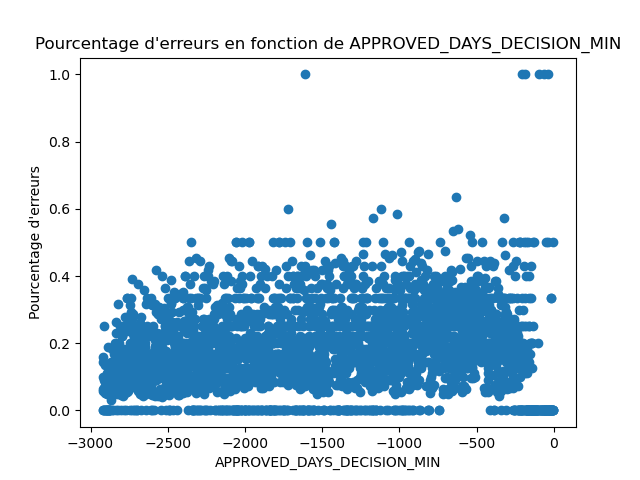 Pourcentage d'erreurs en fonction de APPROVED_DAYS_DECISION_MIN
1.0
0.8
0.6
0.4
0.2
0.0
Pourcentage d'erreurs
−3000 −2500 −2000 −1500 −1000 −500 0
APPROVED_DAYS_DECISION_MIN